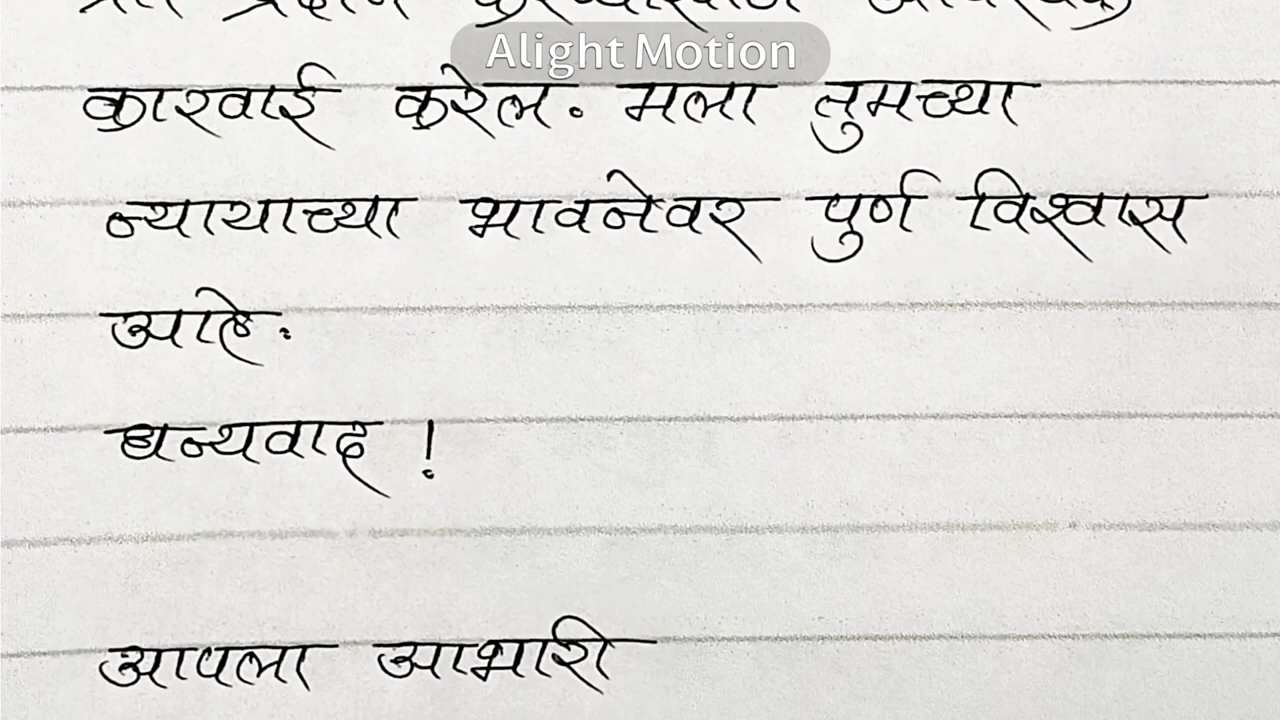 Alight Motion
कारवाई करेल. मला तुमच्या
न्यायाच्या भावनेवर पुर्ण विश्वास
आहे.
धन्यवाद !
आपला आभारी